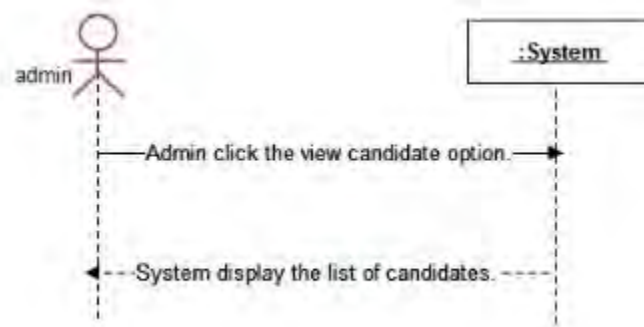 admin
:System
Admin click the view candidate option.
System display the list of candidates.